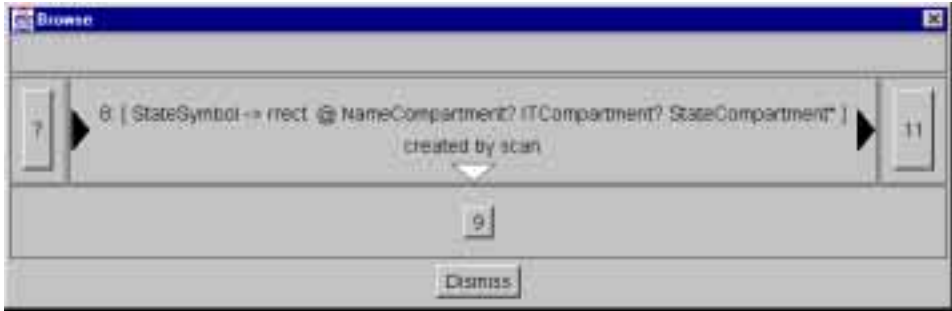 Browse
7
8: [ StateSymbol -> rrect @ NameCompartment? ITCompartment? StateCompartment* ]
created by scan
11
9
Dismiss